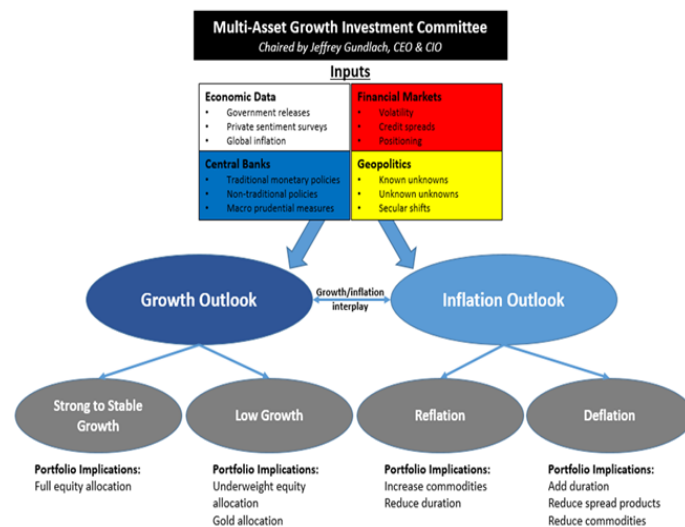 Multi-Asset Growth Investment Committee
Chaired by Jeffrey Gundlach, CEO & CIO
Inputs
Economic Data
• Government releases
• Private sentiment surveys
• Global inflation
Financial Markets
• Volatility
• Credit spreads
• Positioning
Central Banks
• Traditional monetary policies
• Non-traditional policies
• Macro prudential measures
Geopolitics
• Known unknowns
• Unknown unknowns
• Secular shifts
Growth Outlook
Growth/inflation
interplay
Inflation Outlook
Strong to Stable
Growth
Low Growth
Reflation
Deflation
Portfolio Implications:
Full equity allocation
Portfolio Implications:
Underweight equity
allocation
Gold allocation
Portfolio Implications:
Increase commodities
Reduce duration
Portfolio Implications:
Add duration
Reduce spread products
Reduce commodities